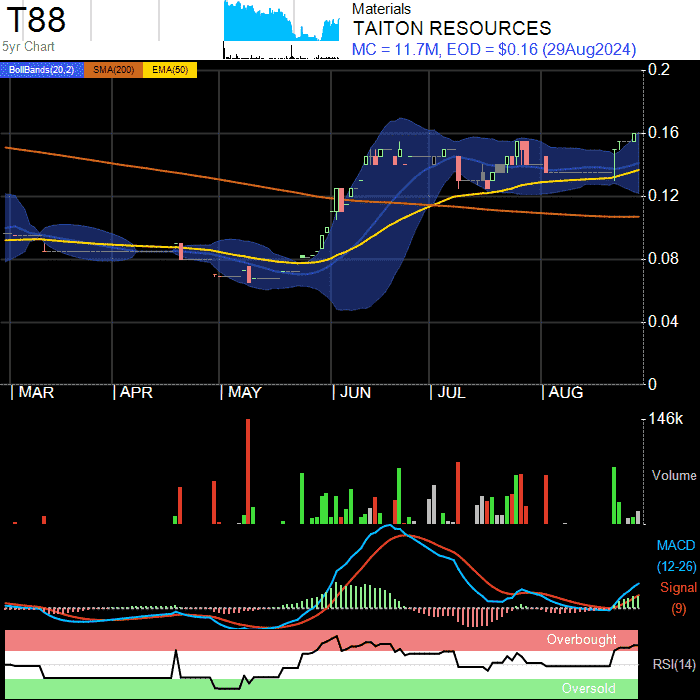 T88
5yr Chart
Materials
TAITON RESOURCES
MC = 11.7M, EOD = $0.16 (29Aug2024)
BollBands(20,2) SMA(200) EMA(50)
0.2
0.16
0.12
0.08
0.04
0
MAR APR MAY JUN JUL AUG
146k
Volume
MACD
(12-26)
Signal
(9)
Overbought
RSI(14)
Oversold